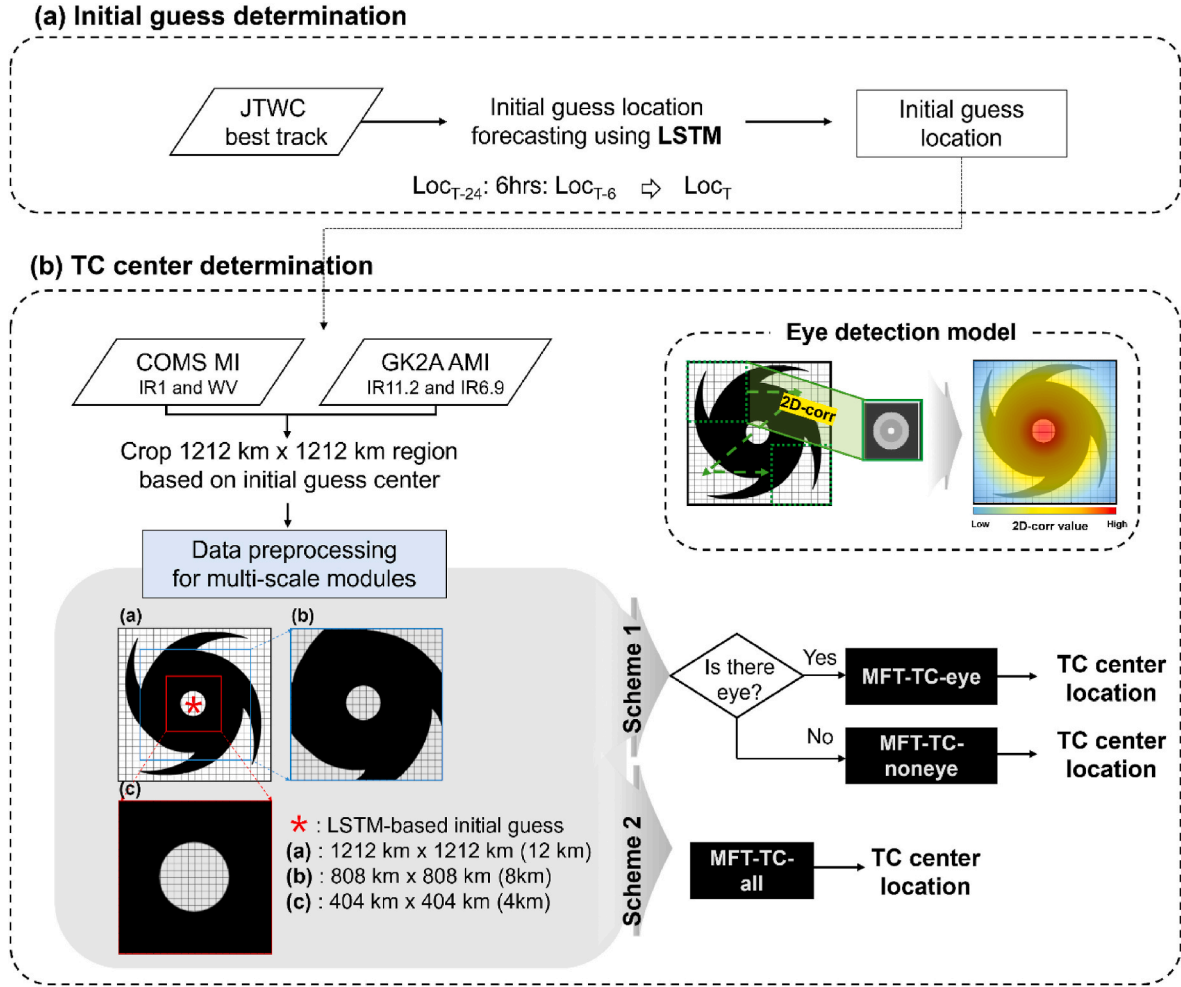 (a) Initial guess determination
JTWC
best track
Initial guess location
forecasting using LSTM
Initial guess
location
Loc_{T-24}: 6hrs: Loc_{T-6} ⇨ Loc_T
(b) TC center determination
COMS MI
IR1 and WV
GK2A AMI
IR11.2 and IR6.9
Crop 1212 km x 1212 km region
based on initial guess center
Data preprocessing
for multi-scale modules
Eye detection model
2D-corr
Low 2D-corr value High
(a)
(b)
(c)
* : LSTM-based initial guess
(a) : 1212 km x 1212 km (12 km)
(b) : 808 km x 808 km (8km)
(c) : 404 km x 404 km (4km)
Scheme 1
Is there
eye?
Yes
MFT-TC-eye
TC center
location
No
MFT-TC-
noneye
TC center
location
Scheme 2
MFT-TC-
all
TC center
location